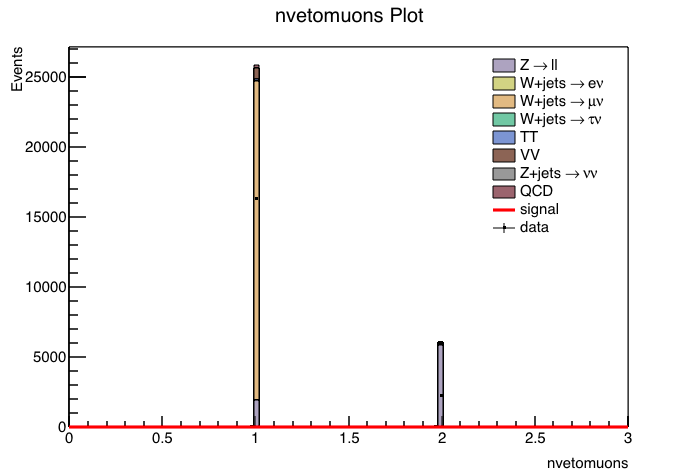 nvetomuons Plot
Events
25000
20000
15000
10000
5000
0
0 0.5 1 1.5 2 2.5 3
nvetomuons
Z → ll
W+jets → eν
W+jets → μν
W+jets → τν
TT
VV
Z+jets → νν
QCD
signal
data